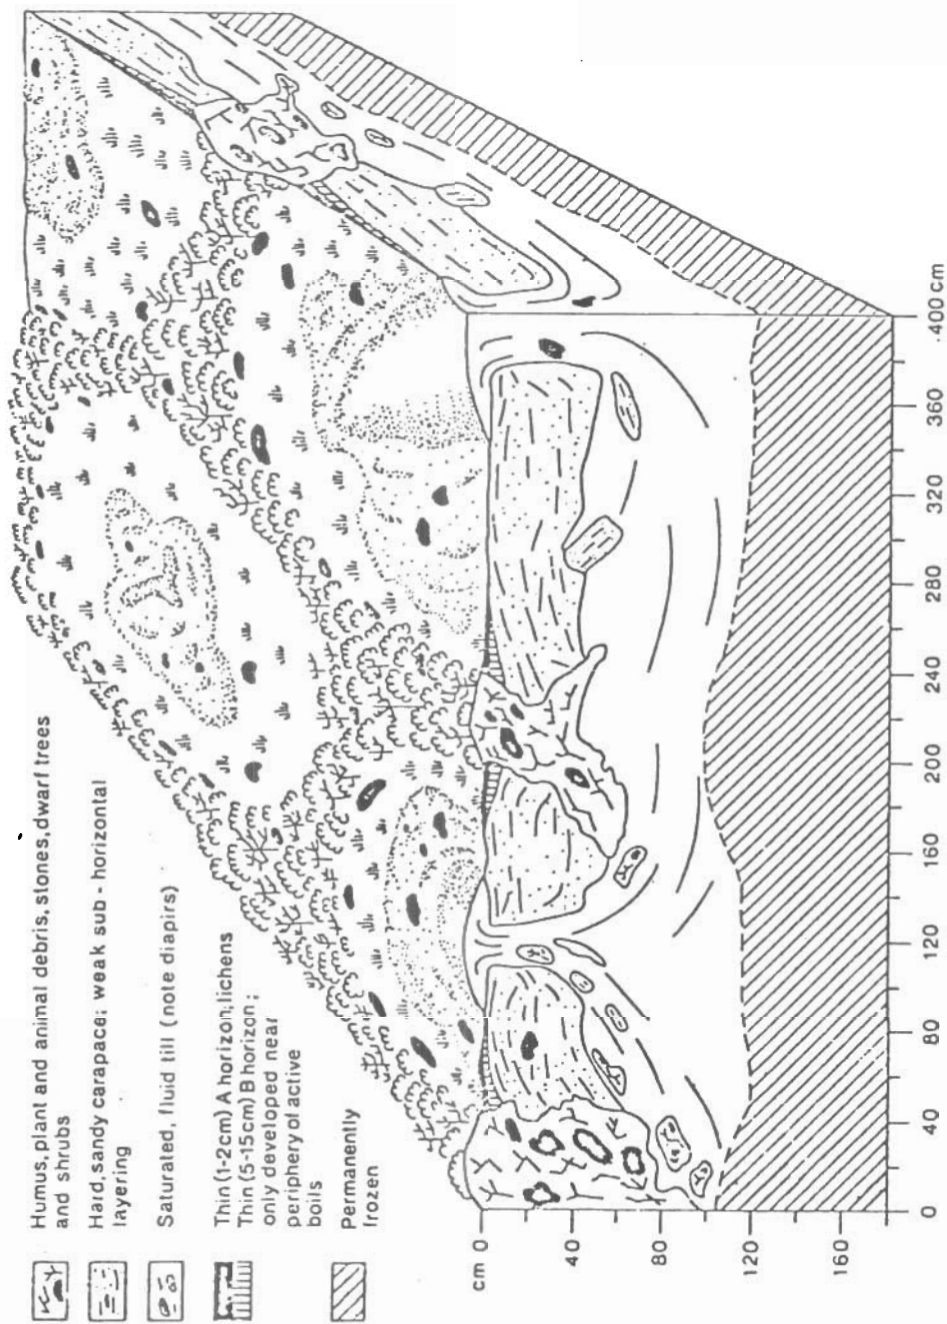 Humus, plant and animal debris, stones, dwarf trees
and shrubs
Hard, sandy carapace; weak sub - horizontal
layering
Saturated, fluid till (note diapirs)
Thin (1-2cm) A horizon; lichens
Thin (5-15cm) B horizon;
only developed near
periphery of active
boils
Permanently
frozen
cm 0
40
80
120
160
0
40
80
120
160
200
240
280
320
360
400 cm